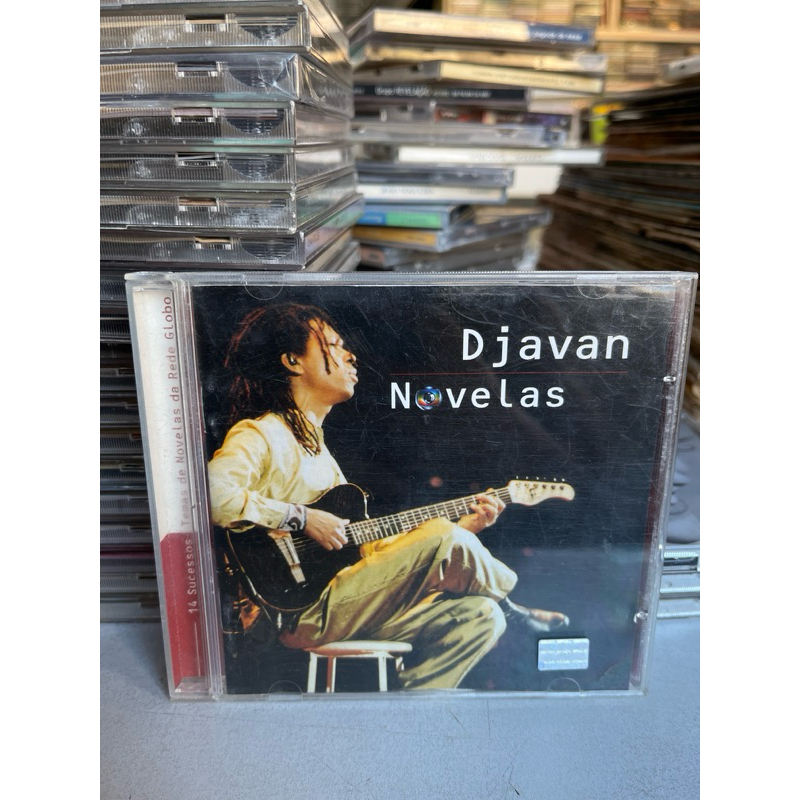 Djavan
Novelas
14 Sucessos Temas de Novelas da Rede Globo